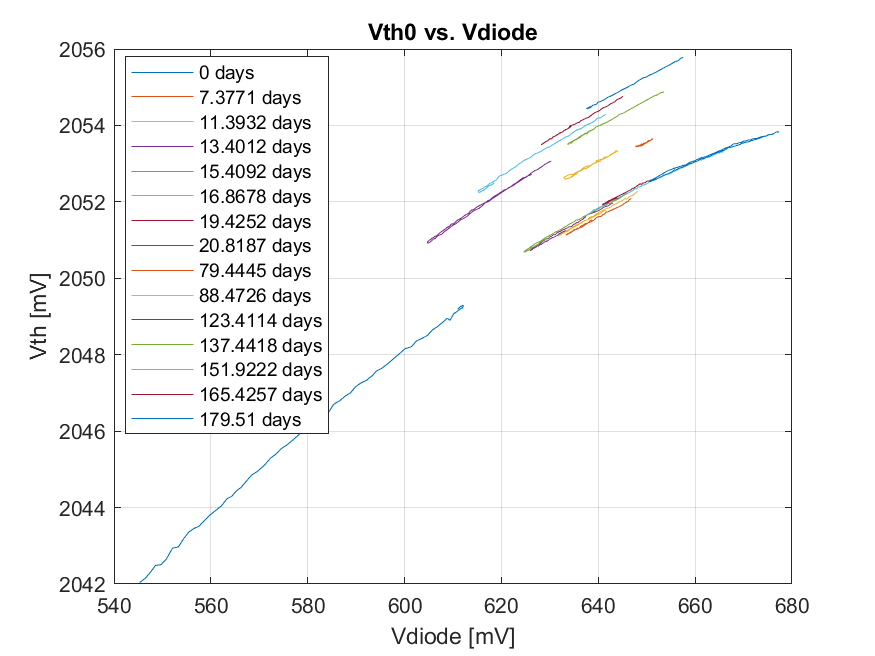 Vth0 vs. Vdiode
2056
2054
2052
2050
2048
2046
2044
2042
Vth [mV]
0 days
7.3771 days
11.3932 days
13.4012 days
15.4092 days
16.8678 days
19.4252 days
20.8187 days
79.4445 days
88.4726 days
123.4114 days
137.4418 days
151.9222 days
165.4257 days
179.51 days
540 560 580 600 620 640 660 680
Vdiode [mV]